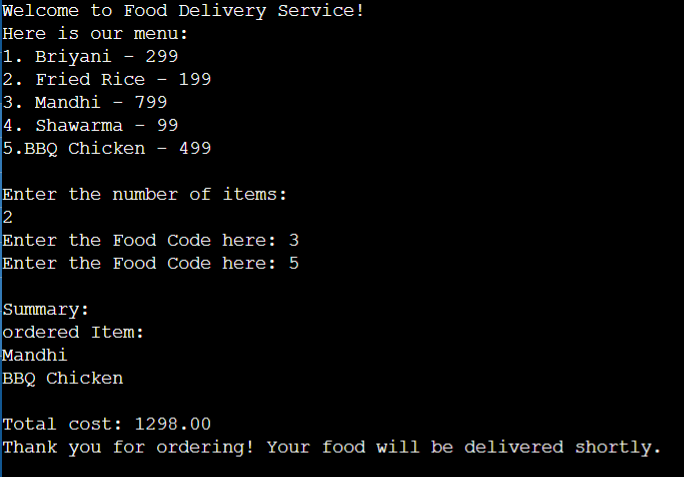 Welcome to Food Delivery Service!
Here is our menu:
1. Briyani - 299
2. Fried Rice - 199
3. Mandhi - 799
4. Shawarma - 99
5.BBQ Chicken - 499
Enter the number of items:
2
Enter the Food Code here: 3
Enter the Food Code here: 5
Summary:
ordered Item:
Mandhi
BBQ Chicken
Total cost: 1298.00
Thank you for ordering! Your food will be delivered shortly.